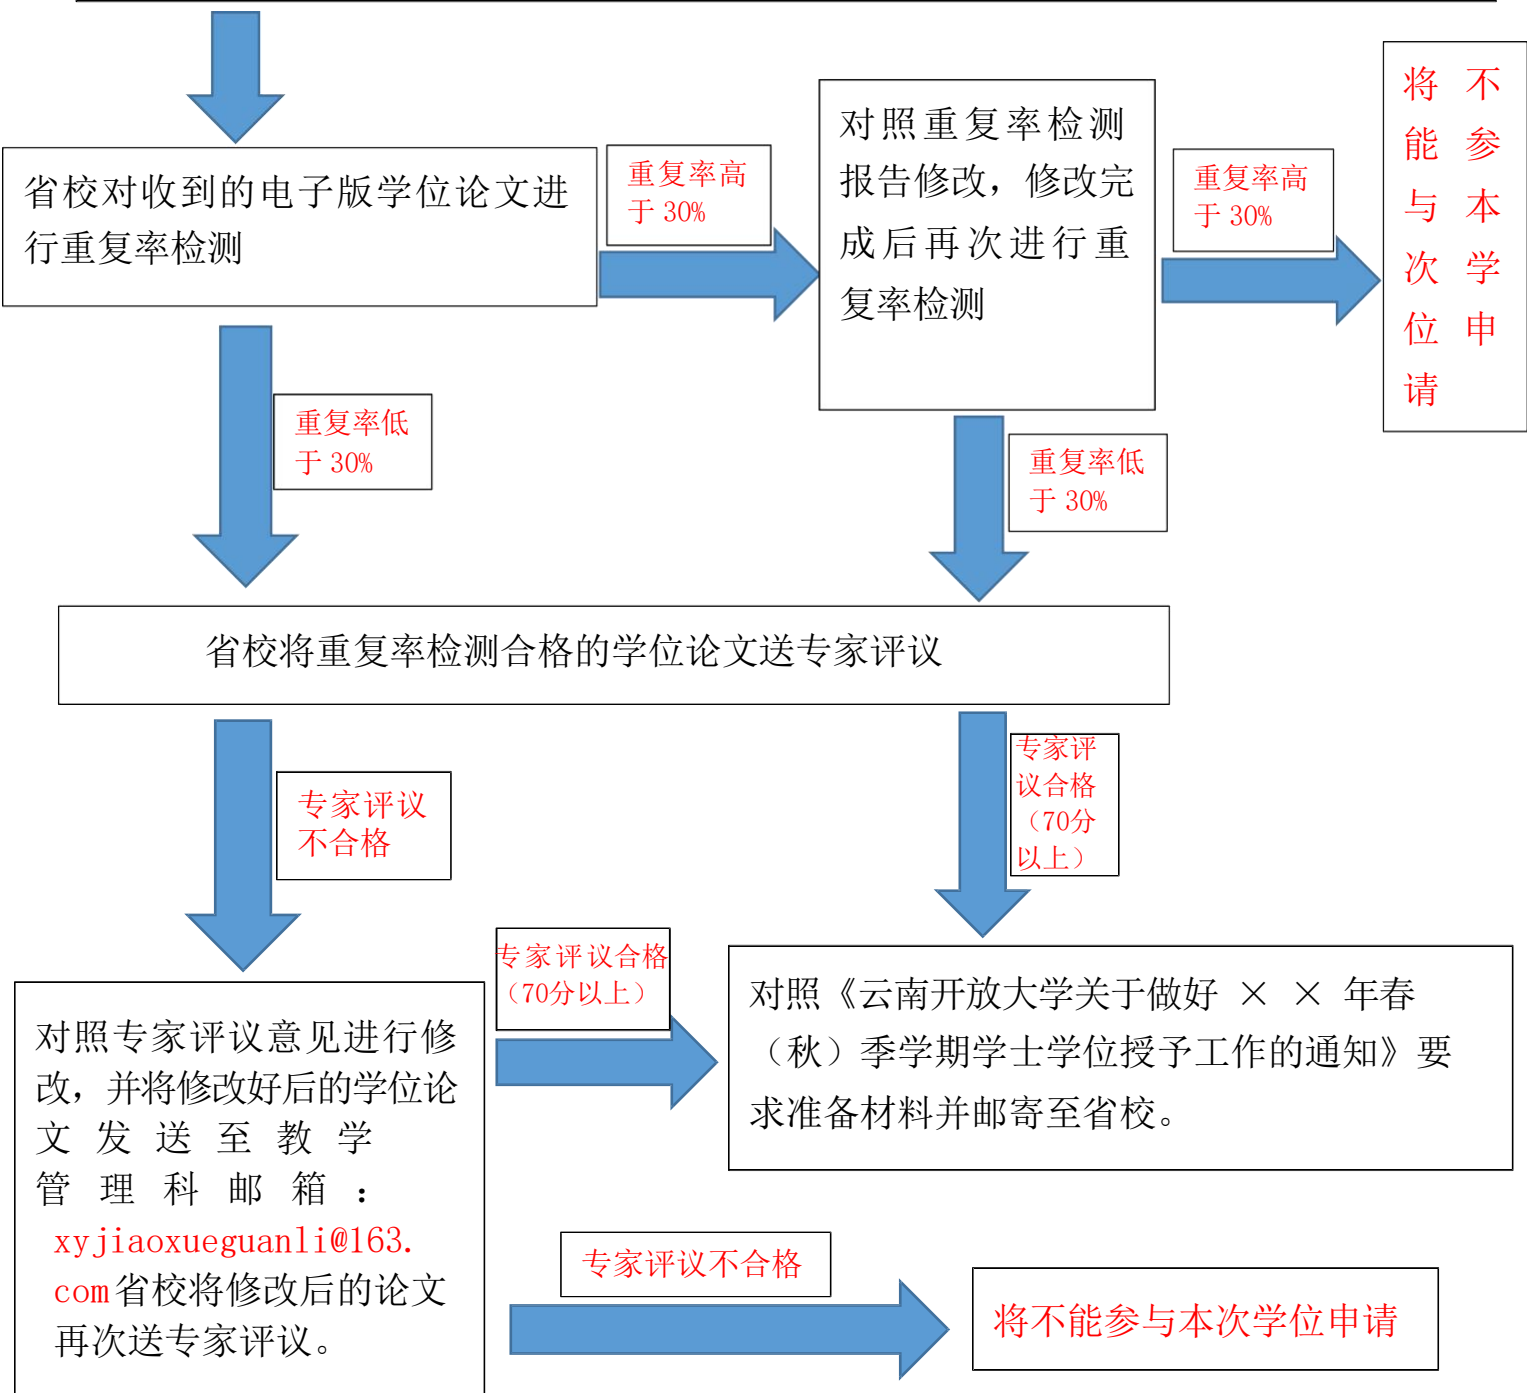 省校对收到的电子版学位论文进
行重复率检测
重复率高
于 30%
对照重复率检测
报告修改，修改完
成后再次进行重
复率检测
重复率高
于 30%
将不
能参
与本
次学
位申
请
重复率低
于 30%
重复率低
于 30%
省校将重复率检测合格的学位论文送专家评议
专家评议
不合格
专家评
议合格
（70分
以上）
对照专家评议意见进行修
改，并将修改好后的学位论
文发送至教学
管理科邮箱：
xyjiaoxueguanli@163.
com省校将修改后的论文
再次送专家评议。
专家评议合格
（70分以上）
对照《云南开放大学关于做好 × × 年春
（秋）季学期学士学位授予工作的通知》要
求准备材料并邮寄至省校。
专家评议不合格
将不能参与本次学位申请